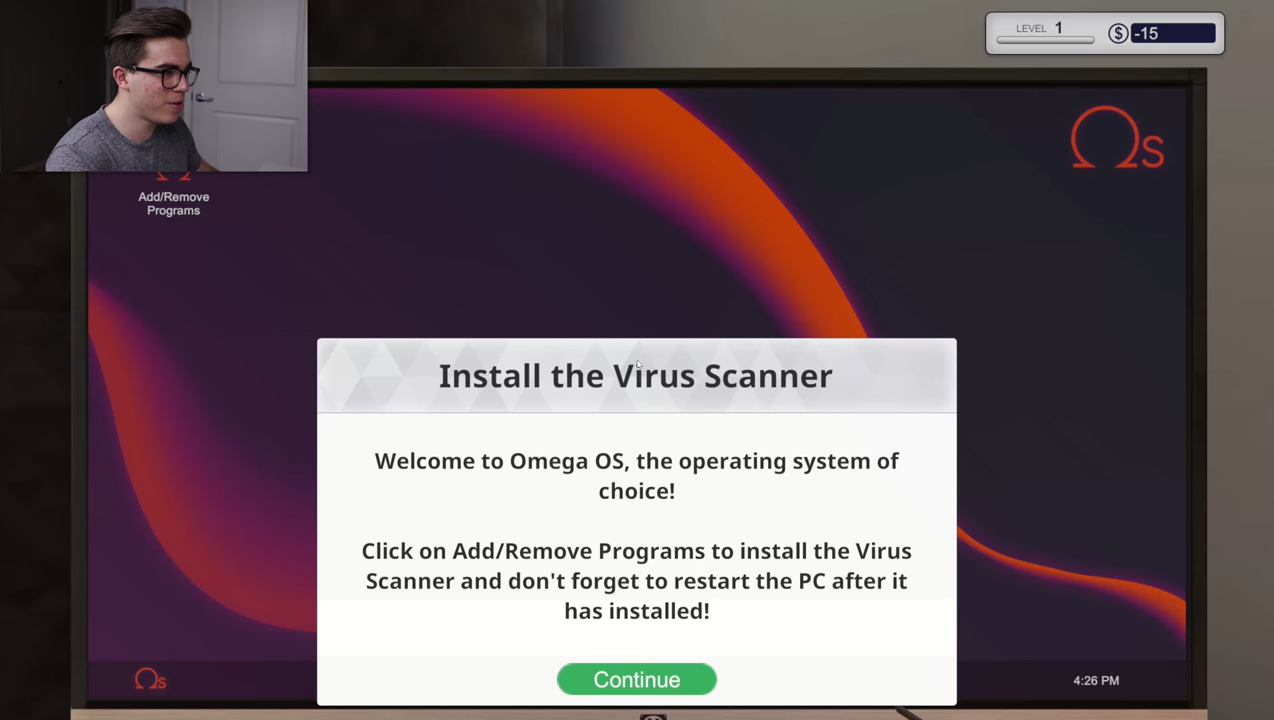 LEVEL 1
$ -15
ΩS
Add/Remove
Programs
Install the Virus Scanner
Welcome to Omega OS, the operating system of
choice!
Click on Add/Remove Programs to install the Virus
Scanner and don't forget to restart the PC after it
has installed!
Continue
ΩS
4:26 PM